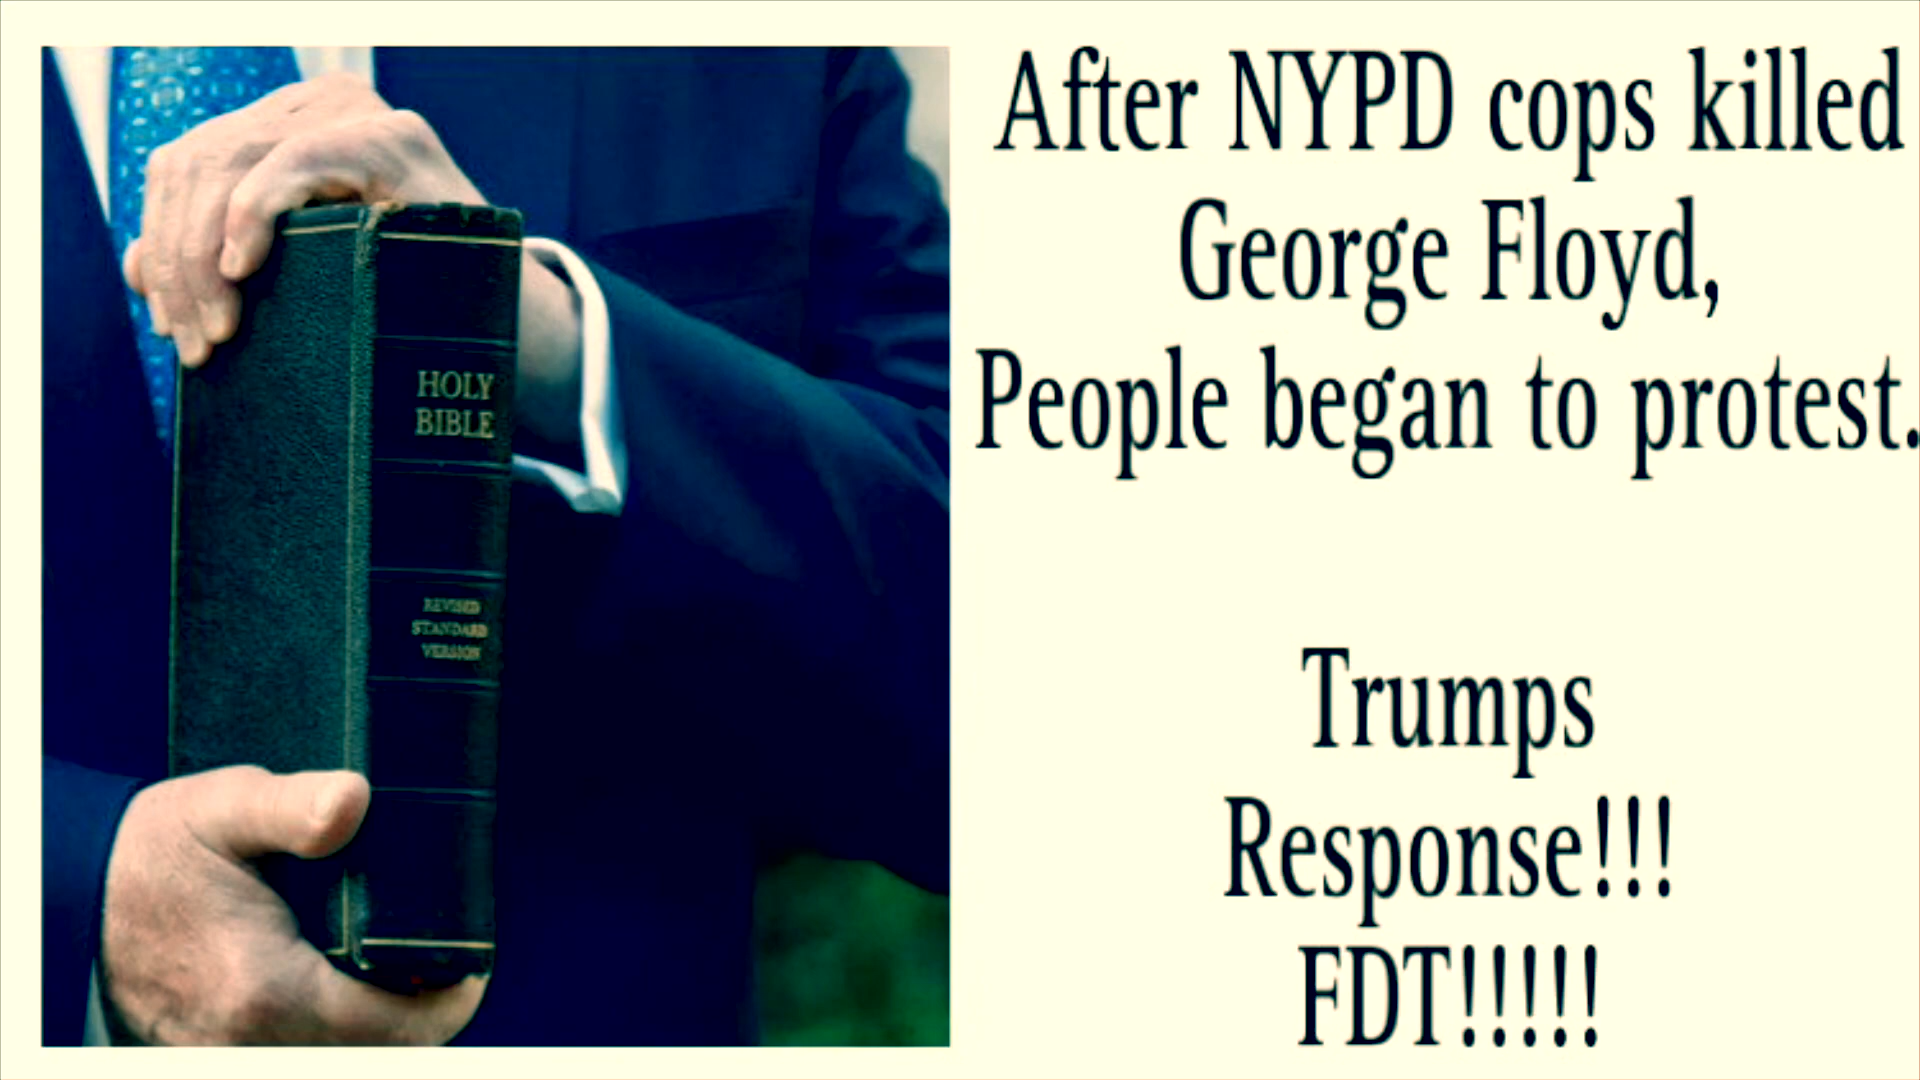 After NYPD cops killed
George Floyd,
People began to protest.
Trumps
Response!!!
FDT!!!!!
HOLY
BIBLE
REVISED
STANDARD
VERSION